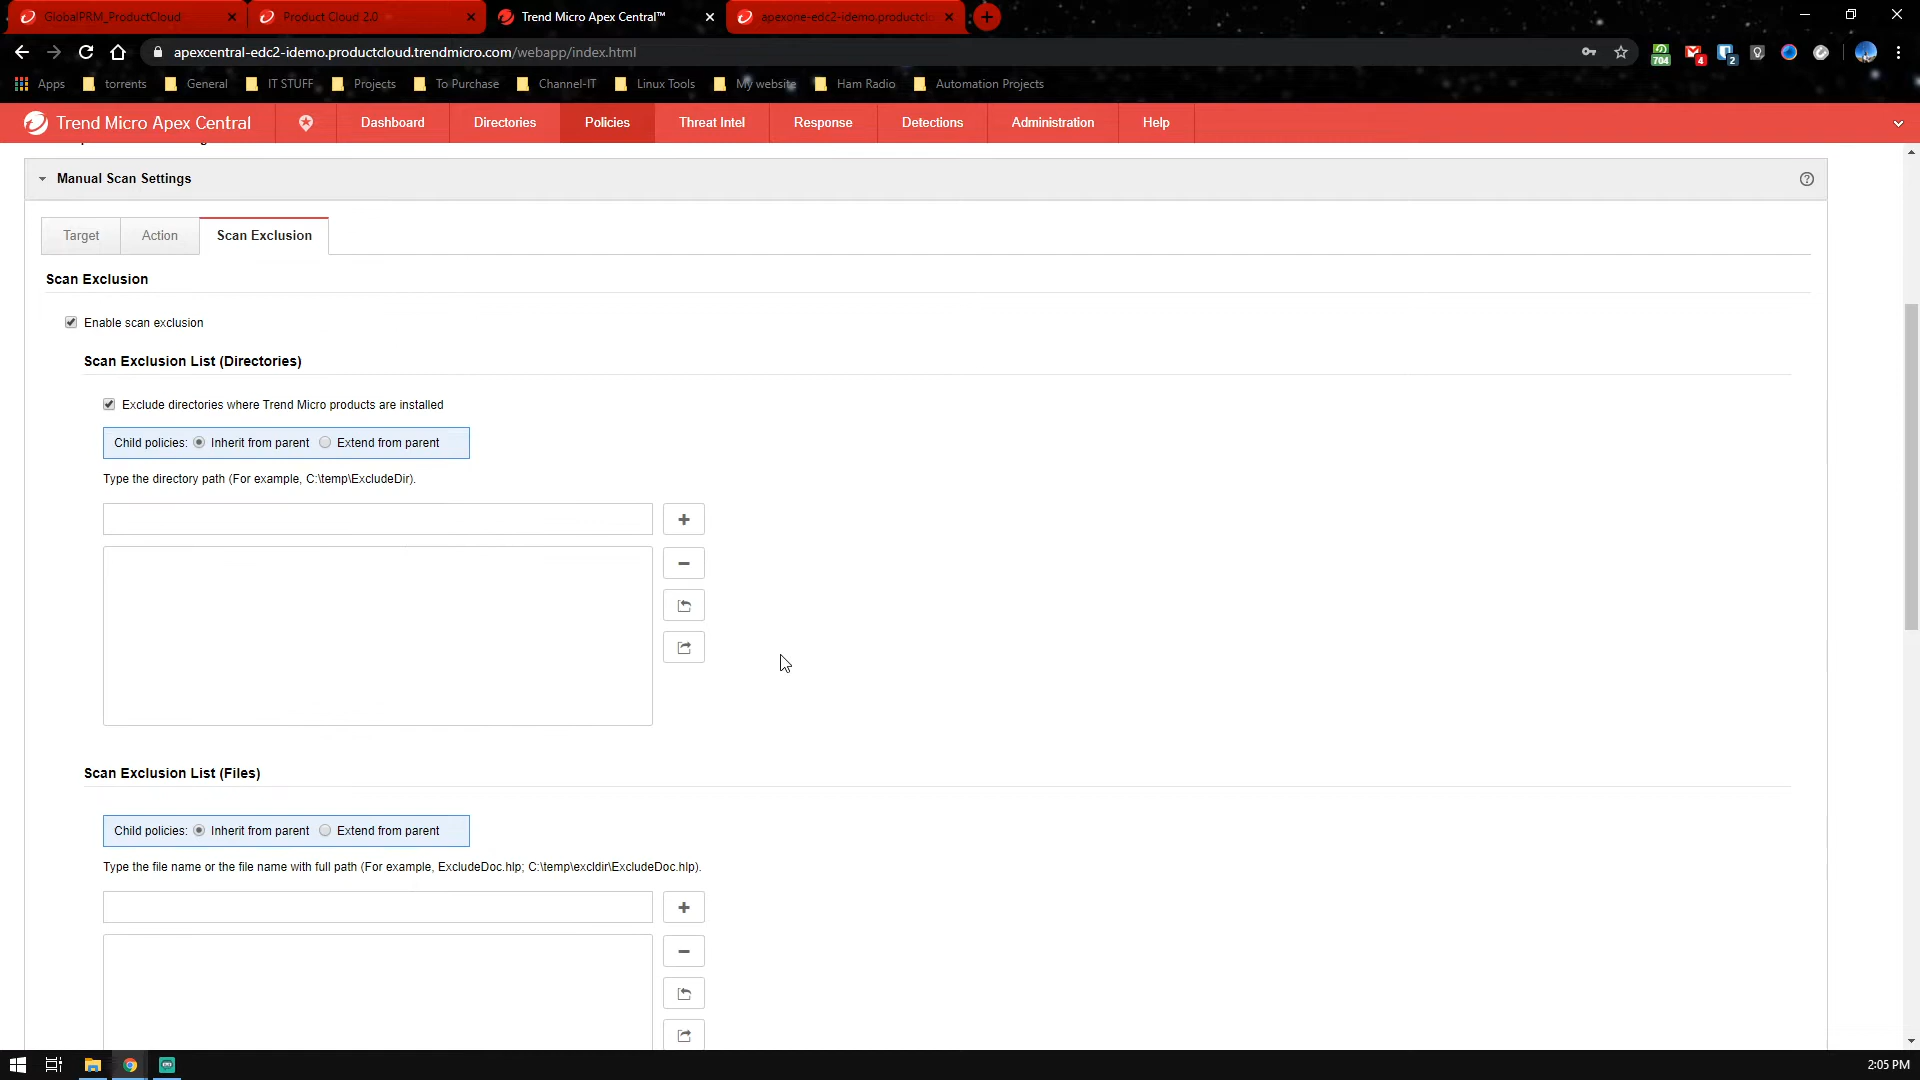 GlobalPRM_ProductCloud
Product Cloud 2.0
Trend Micro Apex Central™
apexone-edc2-idemo.productcl
apexcentral-edc2-idemo.productcloud.trendmicro.com/webapp/index.html
704
4
2
Apps
torrents
General
IT STUFF
Projects
To Purchase
Channel-IT
Linux Tools
My website
Ham Radio
Automation Projects
Trend Micro Apex Central
Dashboard
Directories
Policies
Threat Intel
Response
Detections
Administration
Help
Manual Scan Settings
Target
Action
Scan Exclusion
Scan Exclusion
Enable scan exclusion
Scan Exclusion List (Directories)
Exclude directories where Trend Micro products are installed
Child policies: Inherit from parent Extend from parent
Type the directory path (For example, C:\temp\ExcludeDir).
Scan Exclusion List (Files)
Child policies: Inherit from parent Extend from parent
Type the file name or the file name with full path (For example, ExcludeDoc.hlp; C:\temp\excldir\ExcludeDoc.hlp).
2:05 PM